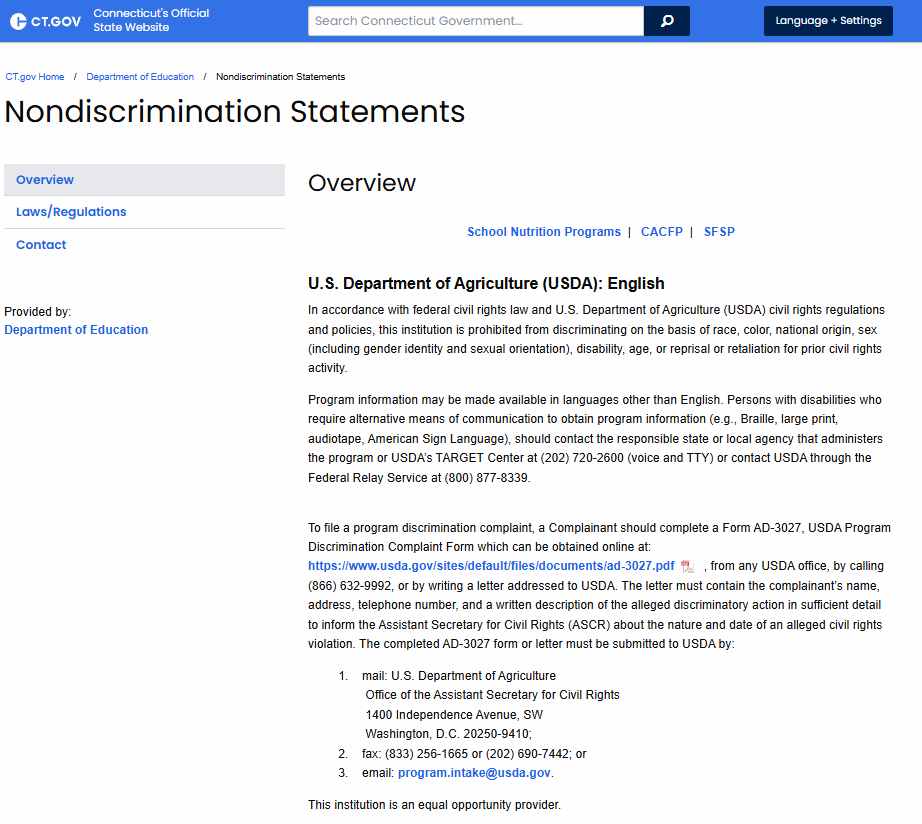 CT.GOV
Connecticut's Official
State Website
Search Connecticut Government...
Language + Settings
CT.gov Home / Department of Education / Nondiscrimination Statements
Nondiscrimination Statements
Overview
Laws/Regulations
Contact
Provided by:
Department of Education
Overview
School Nutrition Programs | CACFP | SFSP
U.S. Department of Agriculture (USDA): English
In accordance with federal civil rights law and U.S. Department of Agriculture (USDA) civil rights regulations
and policies, this institution is prohibited from discriminating on the basis of race, color, national origin, sex
(including gender identity and sexual orientation), disability, age, or reprisal or retaliation for prior civil rights
activity.
Program information may be made available in languages other than English. Persons with disabilities who
require alternative means of communication to obtain program information (e.g., Braille, large print,
audiotape, American Sign Language), should contact the responsible state or local agency that administers
the program or USDA's TARGET Center at (202) 720-2600 (voice and TTY) or contact USDA through the
Federal Relay Service at (800) 877-8339.
To file a program discrimination complaint, a Complainant should complete a Form AD-3027, USDA Program
Discrimination Complaint Form which can be obtained online at:
https://www.usda.gov/sites/default/files/documents/ad-3027.pdf , from any USDA office, by calling
(866) 632-9992, or by writing a letter addressed to USDA. The letter must contain the complainant's name,
address, telephone number, and a written description of the alleged discriminatory action in sufficient detail
to inform the Assistant Secretary for Civil Rights (ASCR) about the nature and date of an alleged civil rights
violation. The completed AD-3027 form or letter must be submitted to USDA by:
1. mail: U.S. Department of Agriculture
Office of the Assistant Secretary for Civil Rights
1400 Independence Avenue, SW
Washington, D.C. 20250-9410;
2. fax: (833) 256-1665 or (202) 690-7442; or
3. email: program.intake@usda.gov.
This institution is an equal opportunity provider.